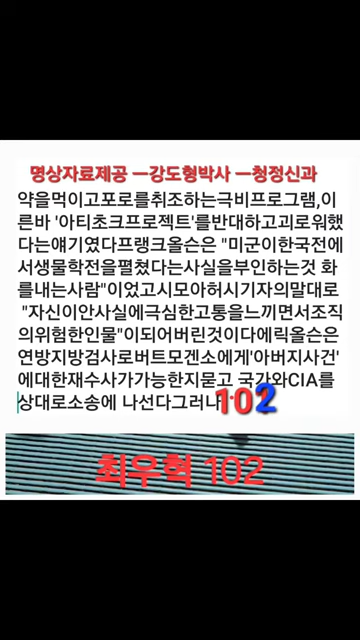 명상자료제공 ㅡ강도형박사 ㅡ청정신과
약을먹이고포로를취조하는극비프로그램,이
른바 '아티초크프로젝트'를반대하고괴로워했
다는얘기였다프랭크올슨은 "미군이한국전에
서생물학전을펼쳤다는사실을부인하는것 화
를내는사람"이었고시모아허시기자의말대로
"자신이안사실에극심한고통을느끼면서조직
의위험한인물"이되어버린것이다에릭올슨은
연방지방검사로버트모겐소에게'아버지사건'
에대한재수사가가능한지묻고 국가와CIA를
상대로소송에 나선다그러나 102
최우혁 102